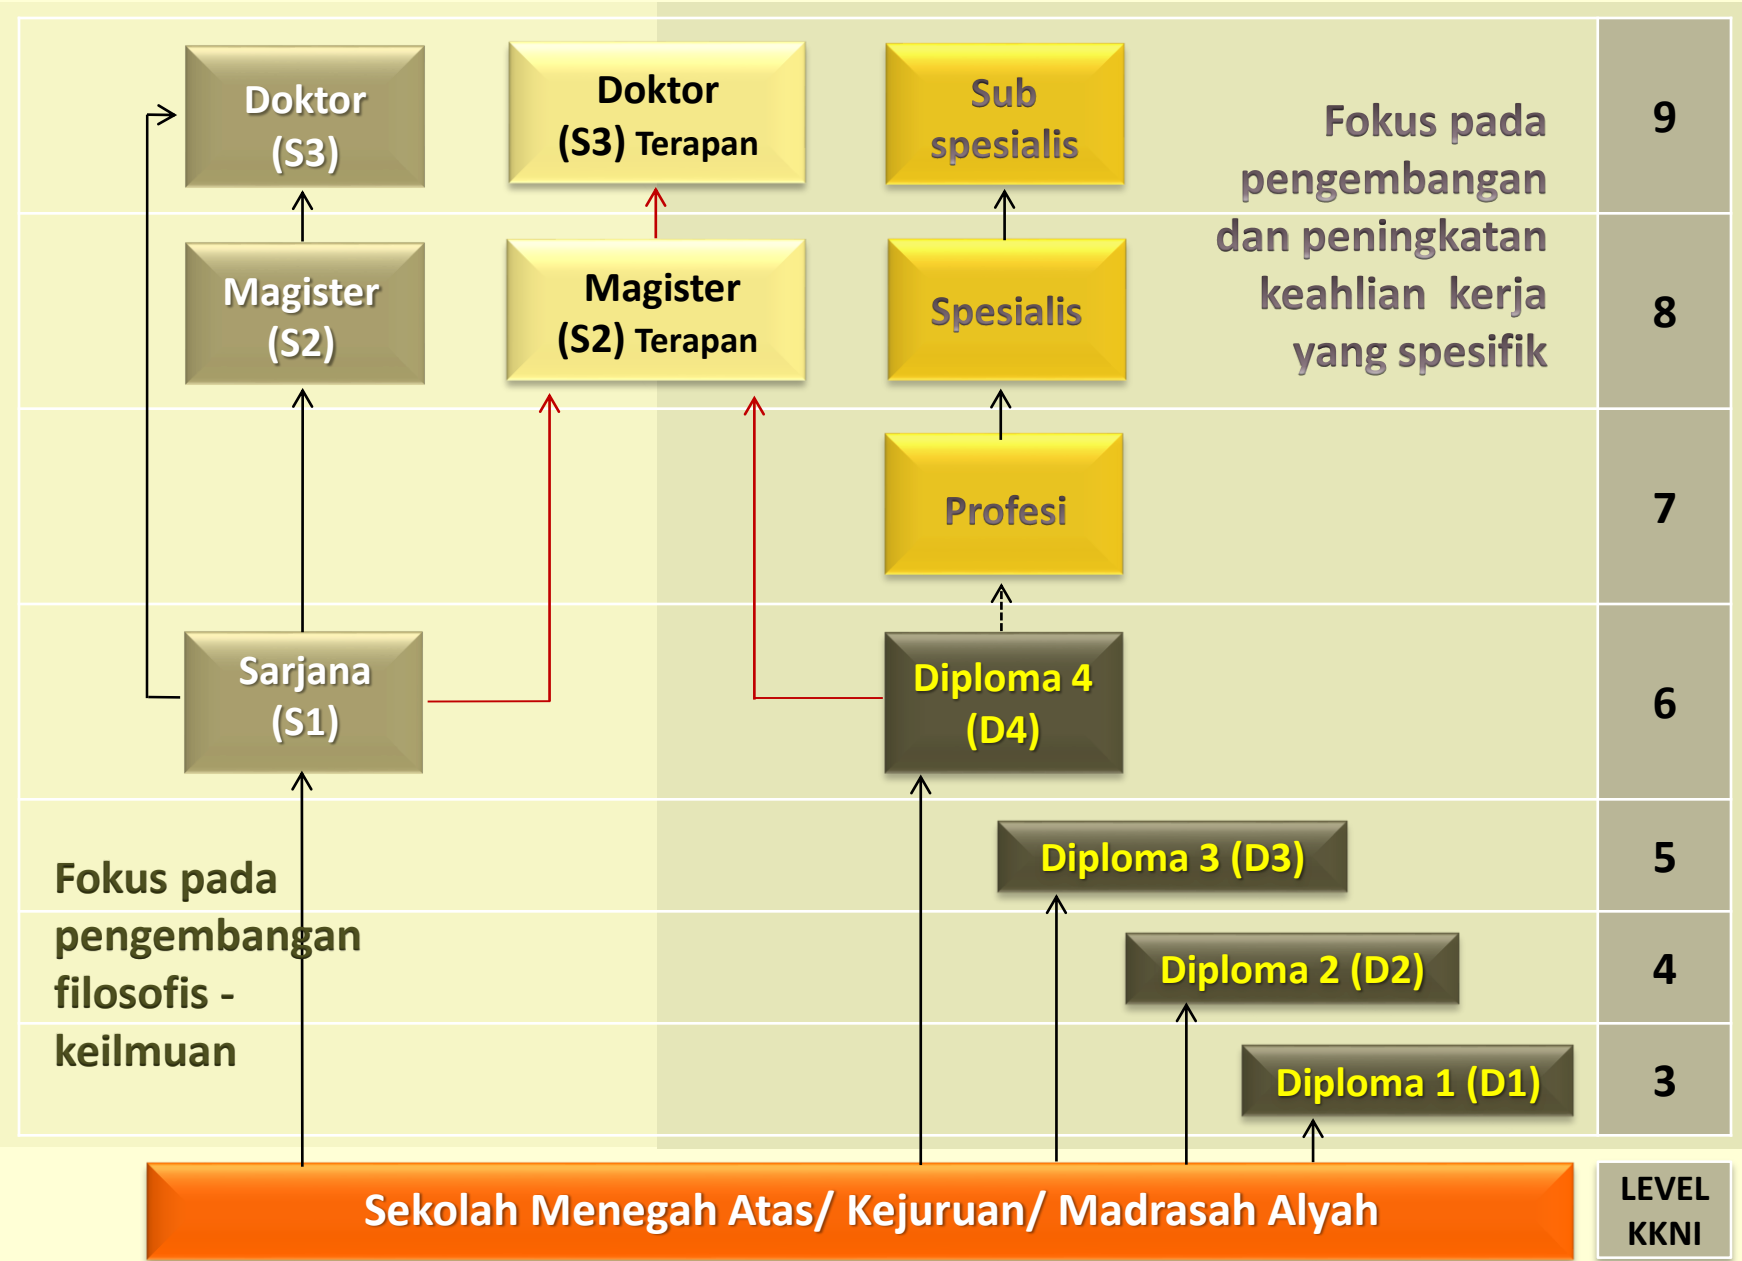 Doktor
(S3)
Doktor
(S3) Terapan
Sub
spesialis
Fokus pada
pengembangan
dan peningkatan
keahlian kerja
yang spesifik
9
Magister
(S2)
Magister
(S2) Terapan
Spesialis
8
Profesi
7
Sarjana
(S1)
Diploma 4
(D4)
6
Fokus pada
pengembangan
filosofis -
keilmuan
Diploma 3 (D3)
5
Diploma 2 (D2)
4
Diploma 1 (D1)
3
Sekolah Menegah Atas/ Kejuruan/ Madrasah Alyah
LEVEL
KKNI